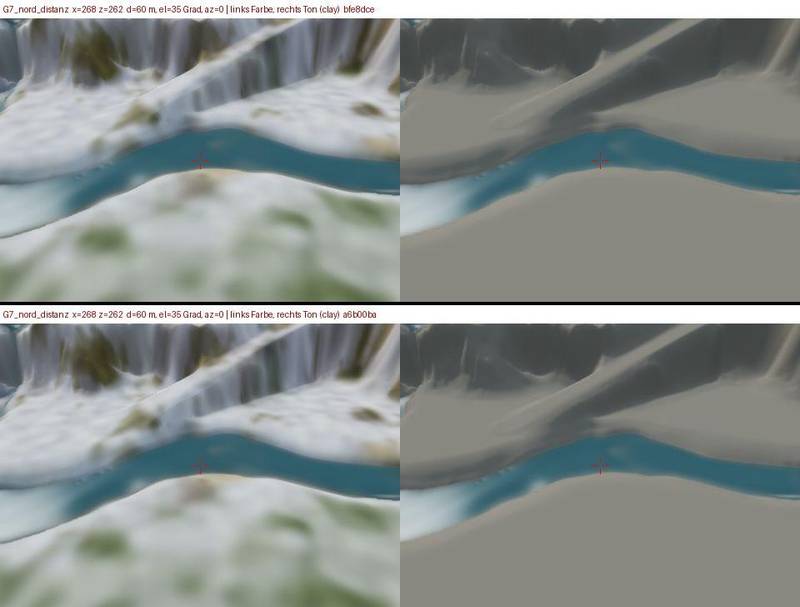 G7_nord_distanz x=268 z=262 d=60 m, el=35 Grad, az=0 | links Farbe, rechts Ton (clay) bfe8dce
G7_nord_distanz x=268 z=262 d=60 m, el=35 Grad, az=0 | links Farbe, rechts Ton (clay) a6b00ba